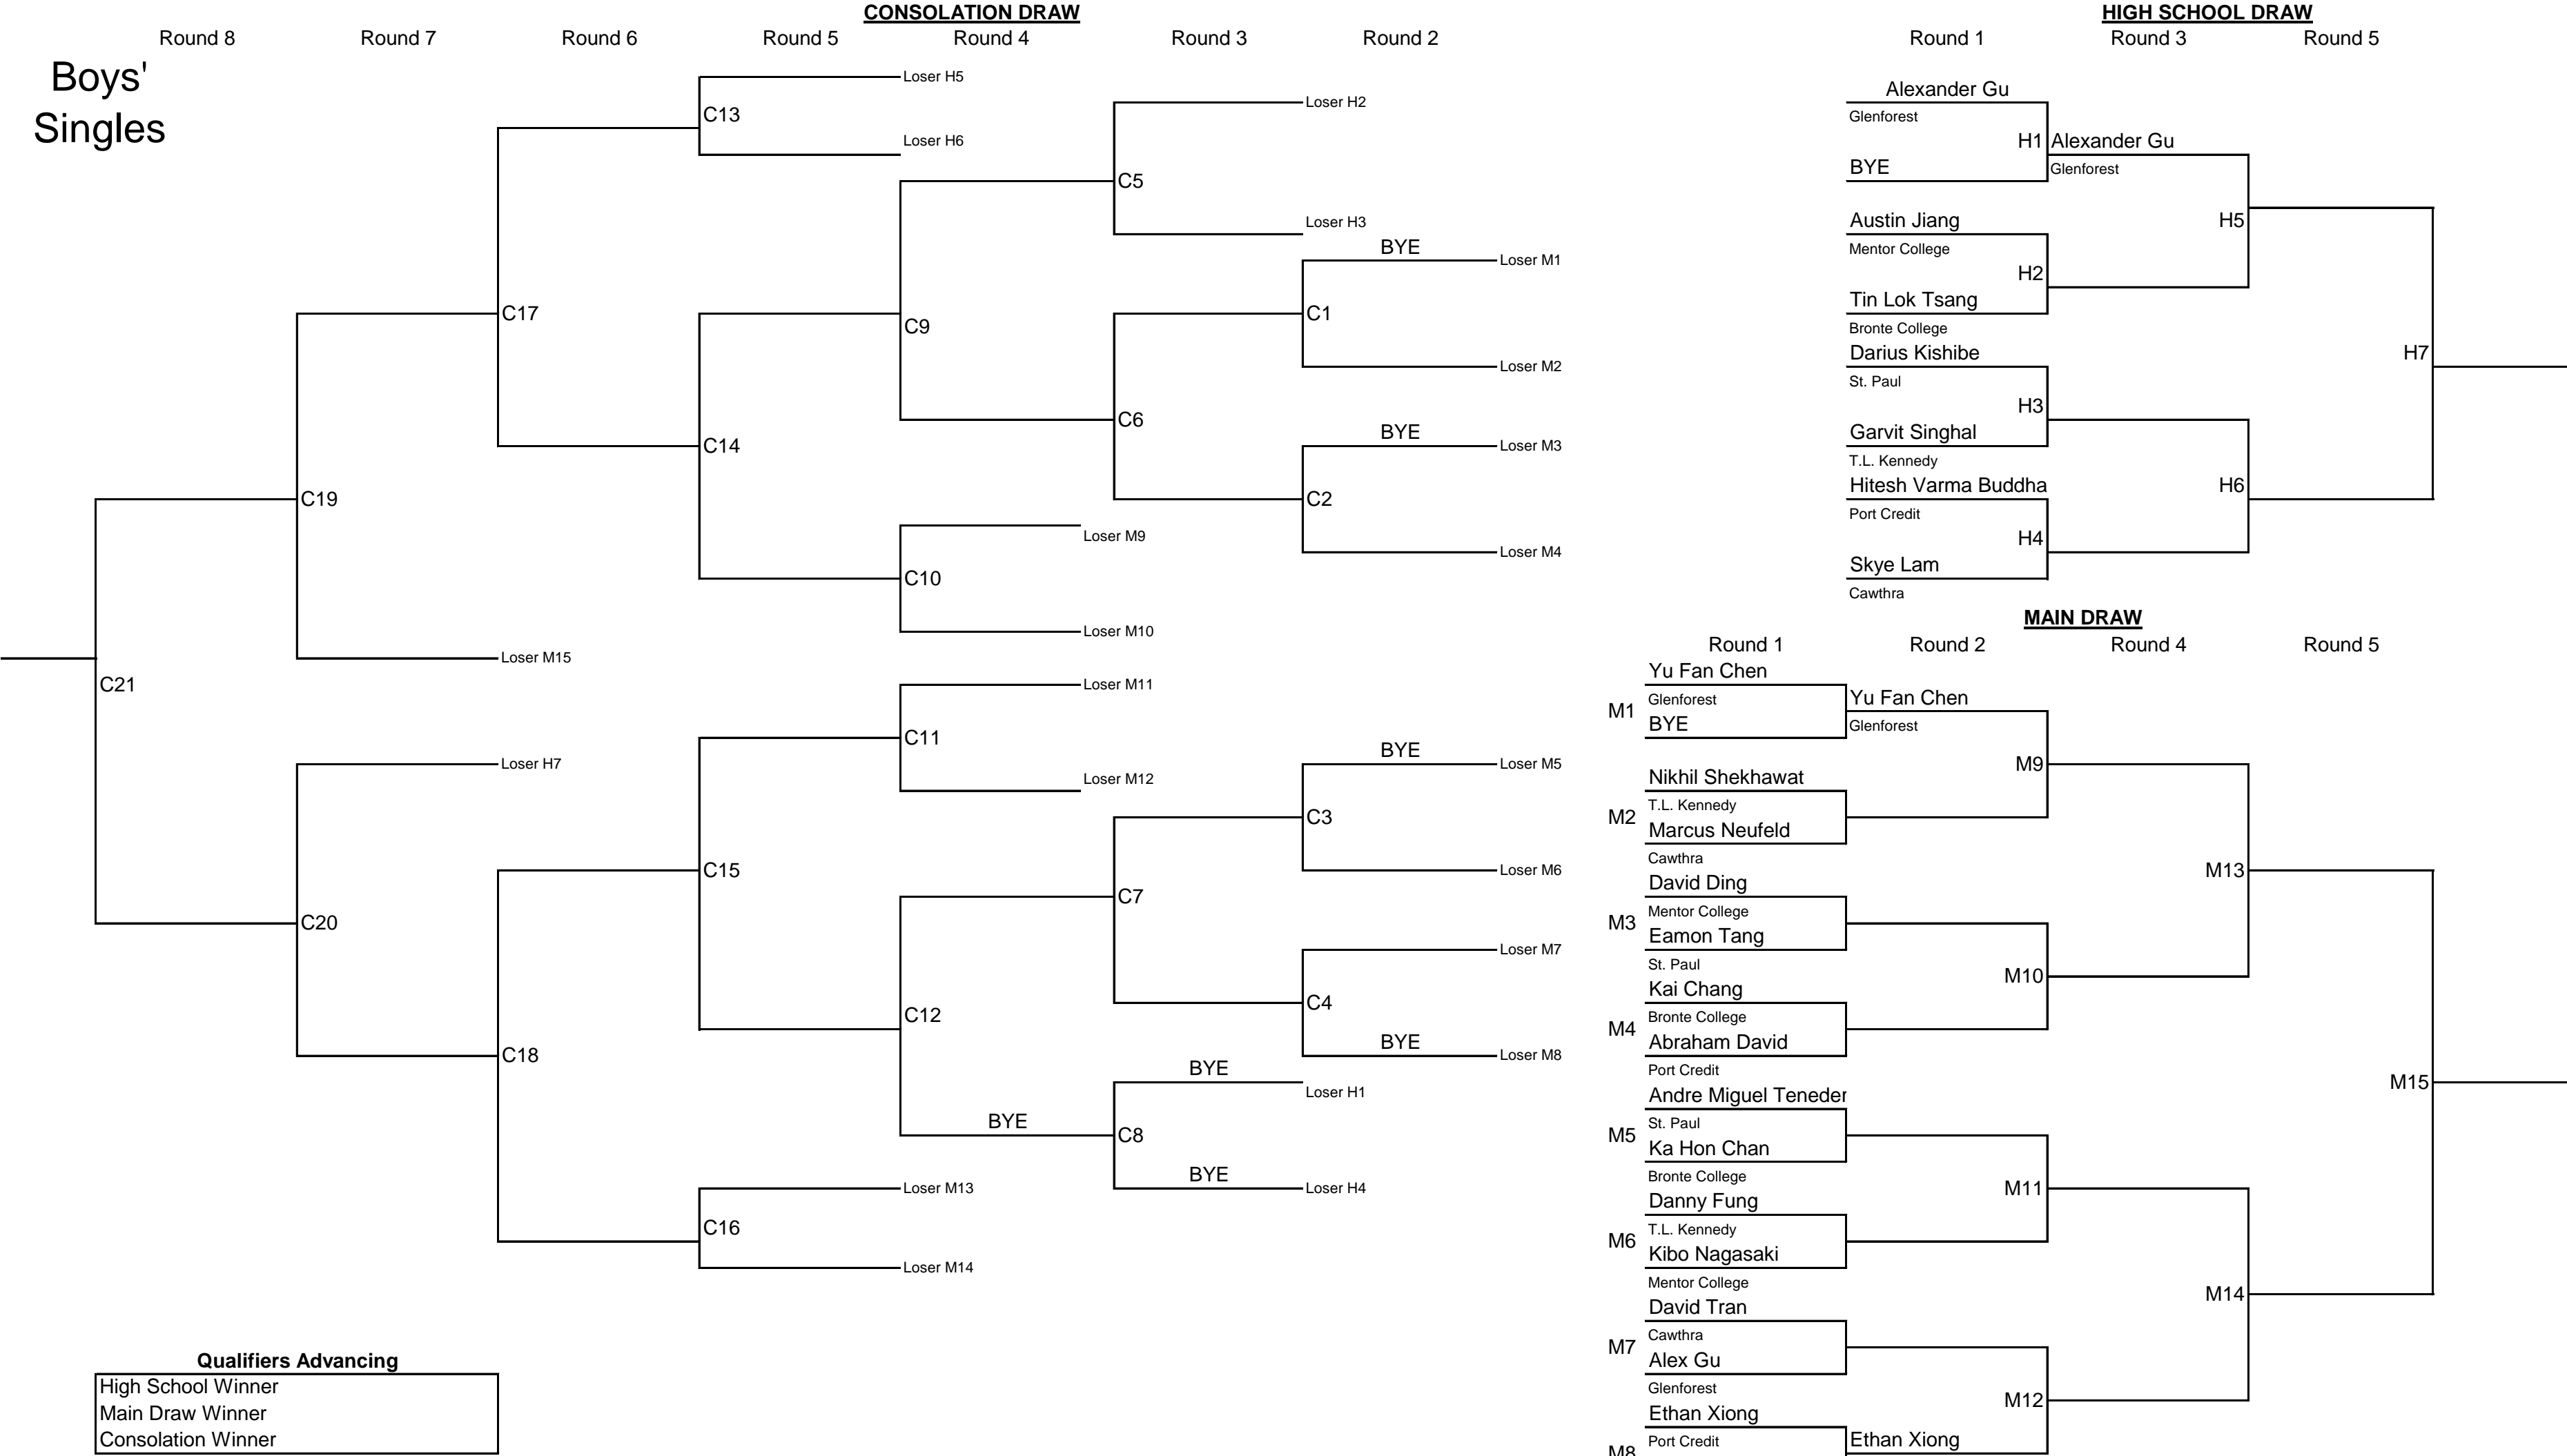 CONSOLATION DRAW
Round 8 Round 7 Round 6 Round 5 Round 4 Round 3 Round 2
Boys'
Singles
Loser H5
C13
Loser H6
Loser H2
C5
Loser H3
BYE
Loser M1
C17
C9
C1
Loser M2
C14
C6
BYE
Loser M3
C19
C2
Loser M9
Loser M4
C10
Loser M10
Loser M15
C21
Loser M11
C11
BYE
Loser M5
Loser H7
Loser M12
C3
C15
Loser M6
C7
C20
Loser M7
C12
C4
BYE
Loser M8
C18
BYE
Loser H1
BYE
C8
BYE
Loser H4
Loser M13
C16
Loser M14
Qualifiers Advancing
High School Winner
Main Draw Winner
Consolation Winner
HIGH SCHOOL DRAW
Round 1 Round 3 Round 5
Alexander Gu
Glenforest
H1 Alexander Gu
BYE
Glenforest
Austin Jiang
H5
Mentor College
H2
Tin Lok Tsang
Bronte College
Darius Kishibe
H7
St. Paul
H3
Garvit Singhal
T.L. Kennedy
Hitesh Varma Buddha
H6
Port Credit
H4
Skye Lam
Cawthra
MAIN DRAW
Round 1 Round 2 Round 4 Round 5
Yu Fan Chen
Glenforest
Yu Fan Chen
M1
BYE
Glenforest
M9
Nikhil Shekhawat
T.L. Kennedy
M2
Marcus Neufeld
Cawthra
M13
David Ding
Mentor College
M3
Eamon Tang
St. Paul
M10
Kai Chang
Bronte College
M4
Abraham David
Port Credit
M15
Andre Miguel Teneder
St. Paul
M5
Ka Hon Chan
Bronte College
M11
Danny Fung
T.L. Kennedy
M6
Kibo Nagasaki
Mentor College
M14
David Tran
Cawthra
M7
Alex Gu
Glenforest
M12
Ethan Xiong
Port Credit
Ethan Xiong
M8